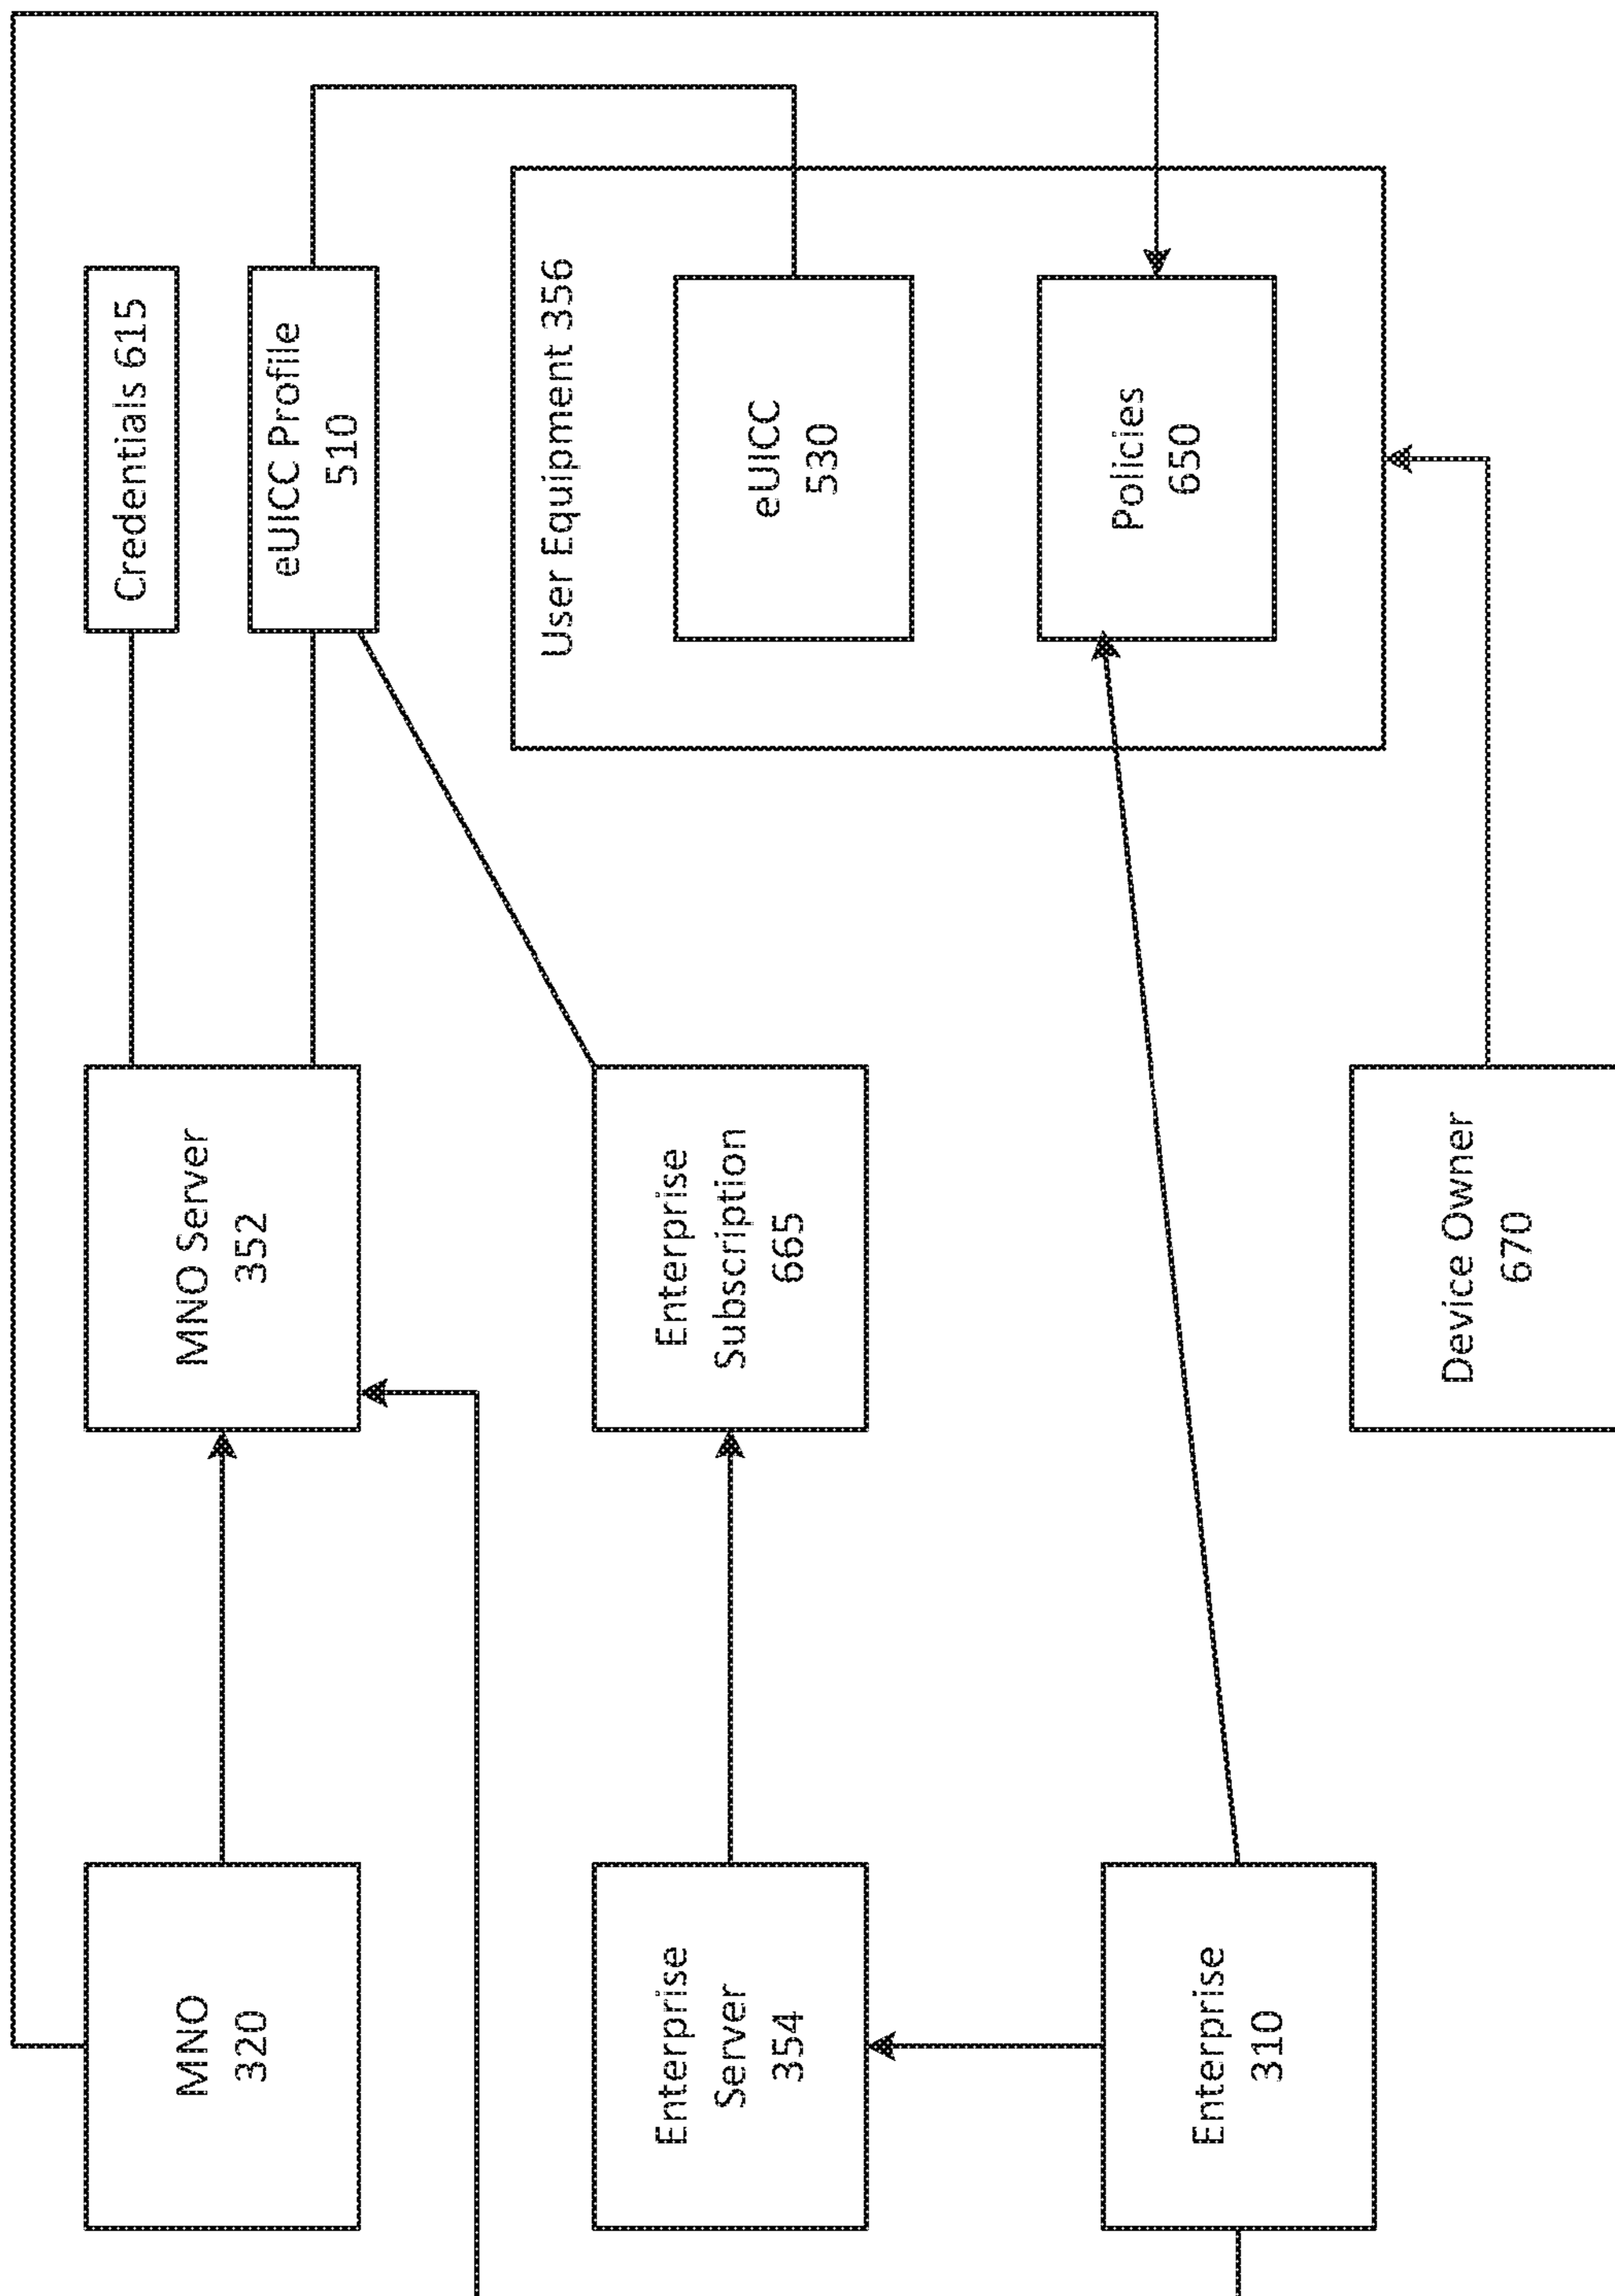 MNO
320
MNO Server
352
Credentials 615
eUICC Profile
510
Enterprise
Server
354
Enterprise
Subscription
665
User Equipment 356
eUICC
530
Policies
650
Enterprise
310
Device Owner
670